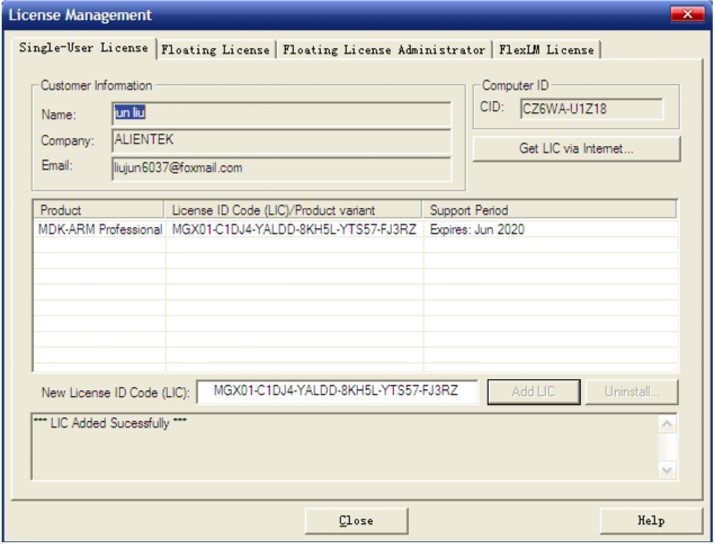 License Management
Single-User License Floating License Floating License Administrator FlexLM License
Customer Information
Name: jun liu
Company: ALIENTEK
Email: liujun6037@foxmail.com
Computer ID
CID: CZ6WA-U1Z18
Get LIC via Internet...
Product License ID Code (LIC)/Product variant Support Period
MDK-ARM Professional MGX01-C1DJ4-YALDD-8KH5L-YTS57-FJ3RZ Expires: Jun 2020
New License ID Code (LIC): MGX01-C1DJ4-YALDD-8KH5L-YTS57-FJ3RZ Add LIC Uninstall...
*** LIC Added Sucessfully ***
Close Help